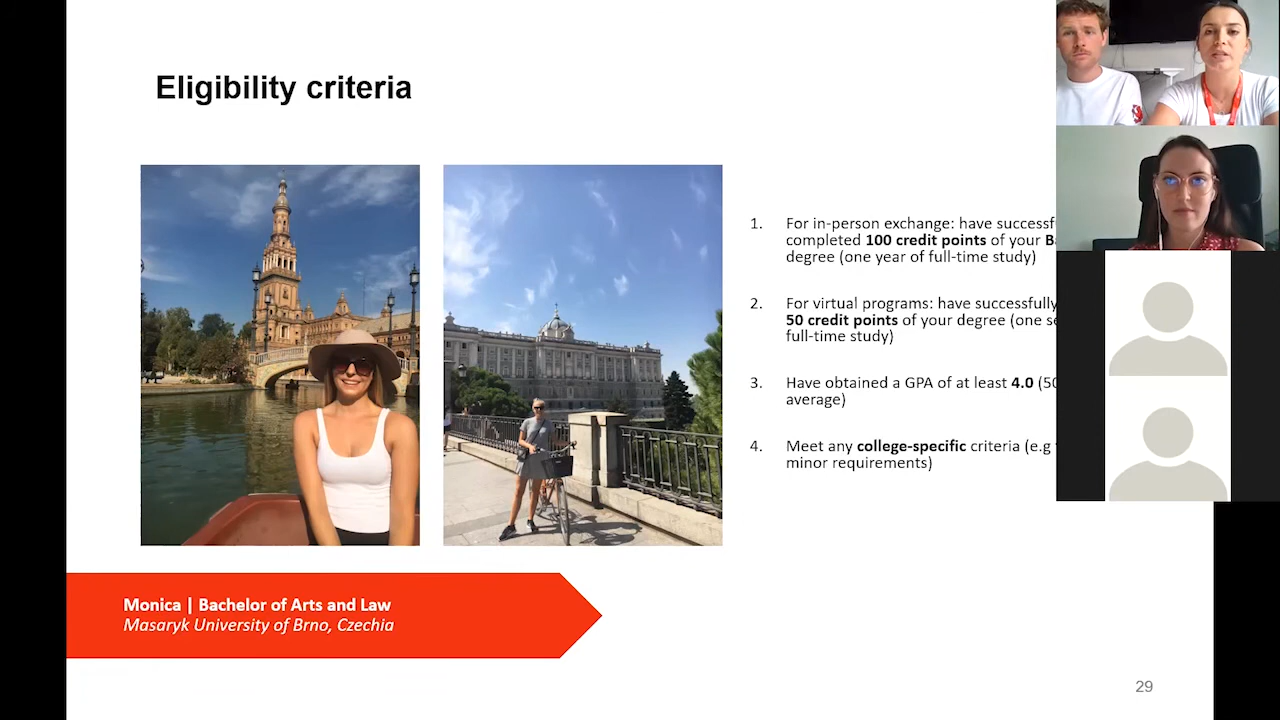 Eligibility criteria
1. For in-person exchange: have
completed 100 credit points of your
degree (one year of full-time study)
2. For virtual programs: have successfully
50 credit points of your degree (one
full-time study)
3. Have obtained a GPA of at least 4.0
average)
4. Meet any college-specific criteria (e.g
minor requirements)
Monica | Bachelor of Arts and Law
Masaryk University of Brno, Czechia
29